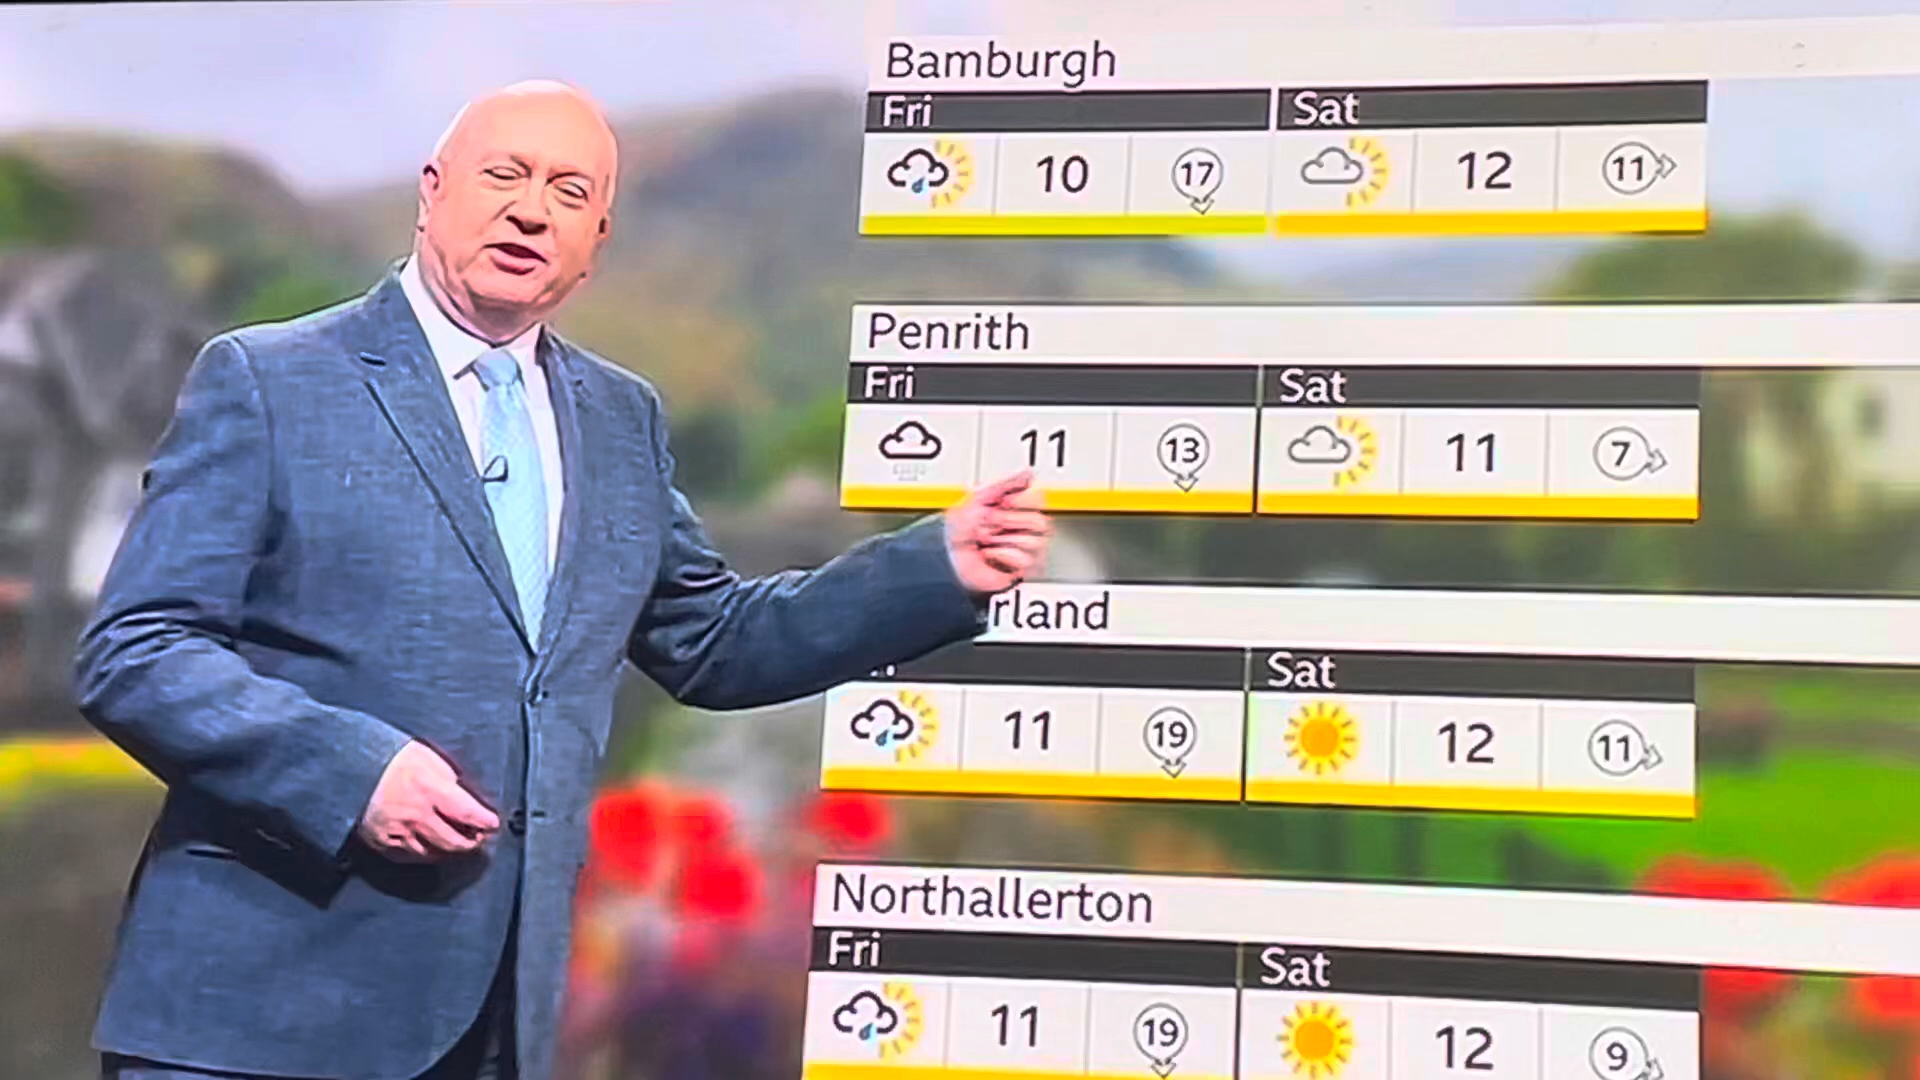 Bamburgh
Fri Sat
10 17 12 11
Penrith
Fri Sat
11 13 11 7
rland
Sat
11 19 12 11
Northallerton
Fri Sat
11 19 12 9